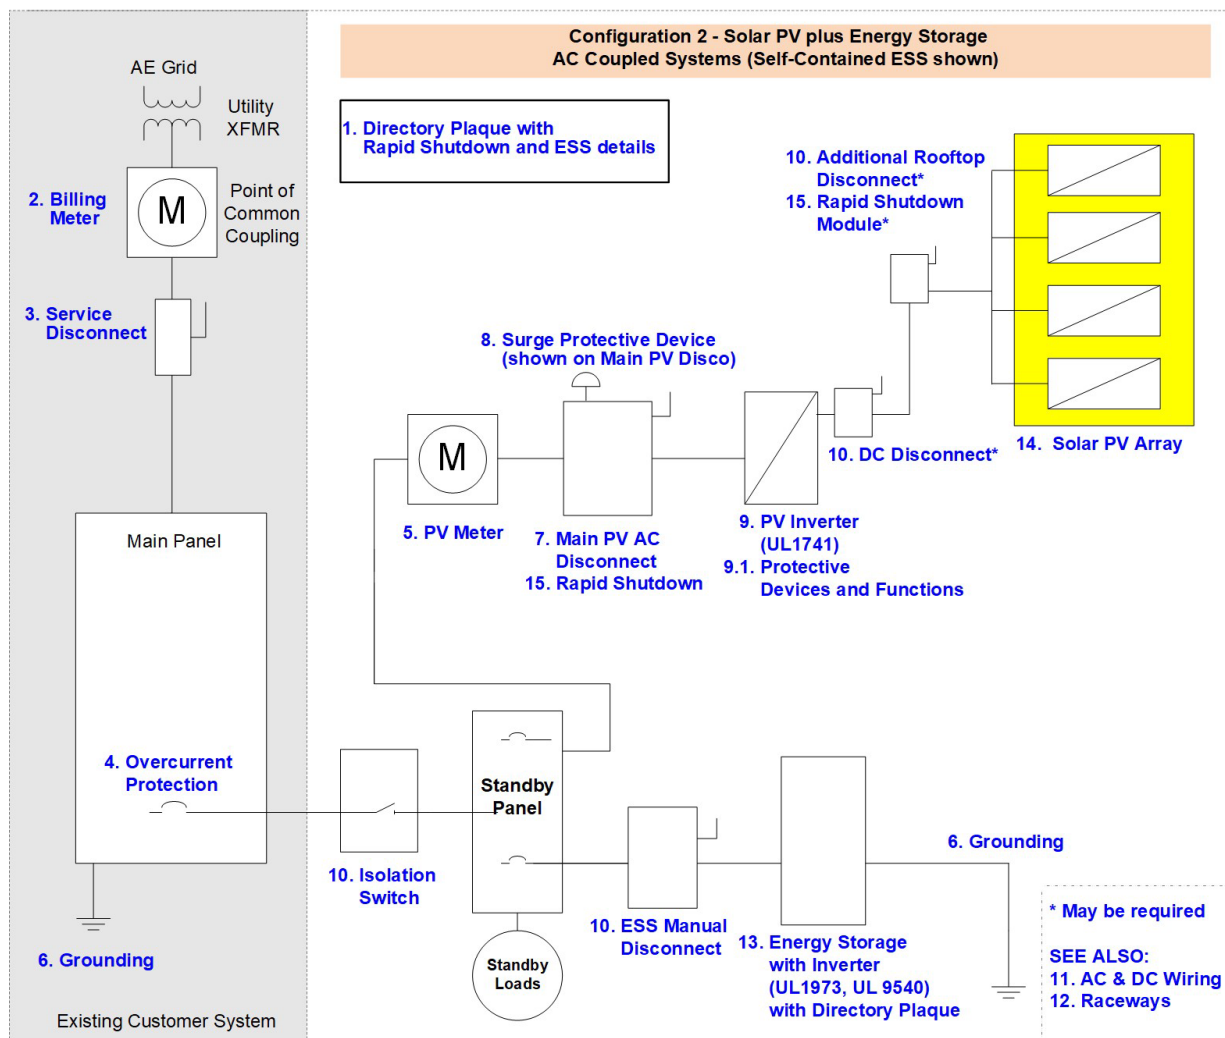 Configuration 2 - Solar PV plus Energy Storage
AC Coupled Systems (Self-Contained ESS shown)
AE Grid
Utility
XFMR
2. Billing
Meter
M
Point of
Common
Coupling
3. Service
Disconnect
Main Panel
4. Overcurrent
Protection
6. Grounding
Existing Customer System
1. Directory Plaque with
Rapid Shutdown and ESS details
10. Additional Rooftop
Disconnect*
15. Rapid Shutdown
Module*
8. Surge Protective Device
(shown on Main PV Disco)
M
5. PV Meter
7. Main PV AC
Disconnect
15. Rapid Shutdown
9. PV Inverter
(UL1741)
9.1. Protective
Devices and Functions
10. DC Disconnect*
14. Solar PV Array
10. Isolation
Switch
Standby
Panel
Standby
Loads
10. ESS Manual
Disconnect
13. Energy Storage
with Inverter
(UL1973, UL 9540)
with Directory Plaque
6. Grounding
* May be required
SEE ALSO:
11. AC & DC Wiring
12. Raceways